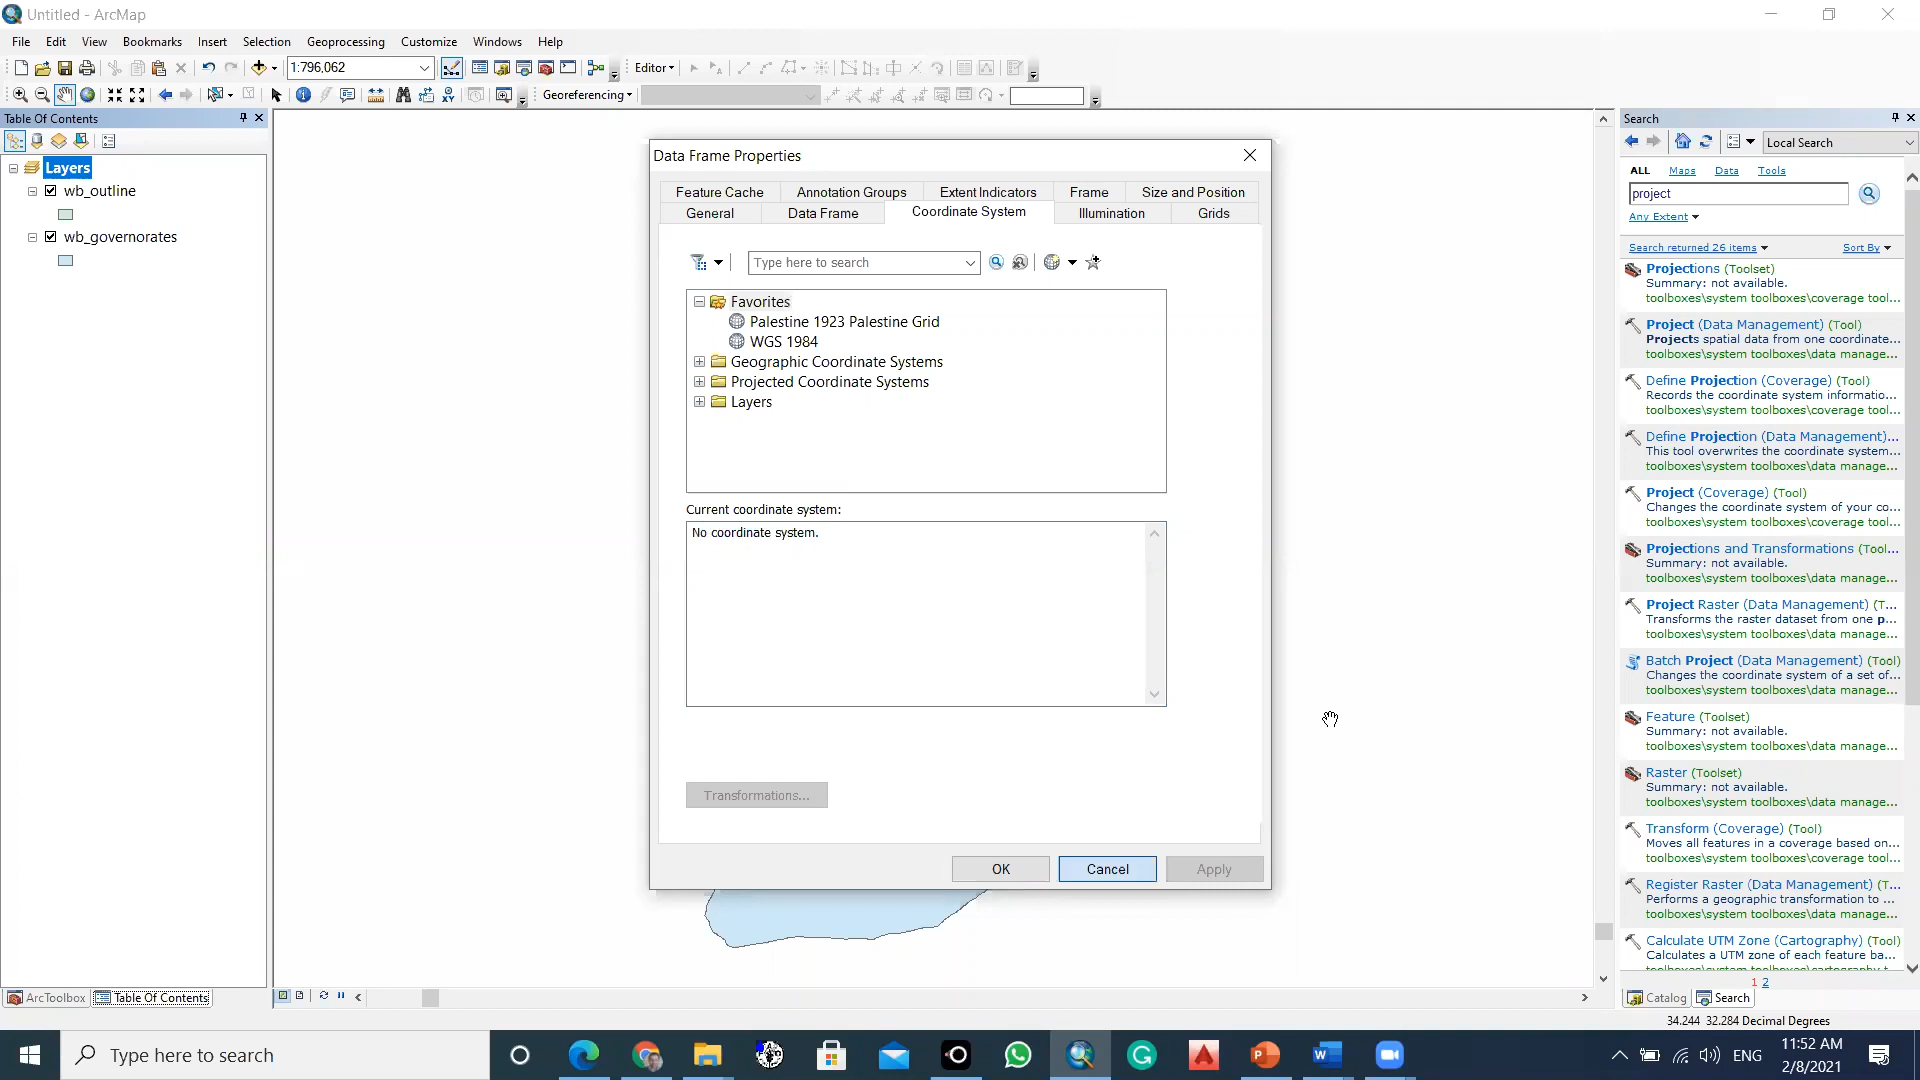 Untitled - ArcMap
File Edit View Bookmarks Insert Selection Geoprocessing Customize Windows Help
1:796,062
Editor
Georeferencing
Table Of Contents
Layers
wb_outline
wb_governorates
Data Frame Properties
Feature Cache Annotation Groups Extent Indicators Frame Size and Position
General Data Frame Coordinate System Illumination Grids
Type here to search
Favorites
Palestine 1923 Palestine Grid
WGS 1984
Geographic Coordinate Systems
Projected Coordinate Systems
Layers
Current coordinate system:
No coordinate system.
Transformations...
OK Cancel Apply
Search
Local Search
ALL Maps Data Tools
project
Any Extent
Search returned 26 items Sort By
Projections (Toolset)
Summary: not available.
toolboxes\system toolboxes\coverage tool...
Project (Data Management) (Tool)
Projects spatial data from one coordinate...
toolboxes\system toolboxes\data manage...
Define Projection (Coverage) (Tool)
Records the coordinate system informatio...
toolboxes\system toolboxes\coverage tool...
Define Projection (Data Management)...
This tool overwrites the coordinate system...
toolboxes\system toolboxes\data manage...
Project (Coverage) (Tool)
Changes the coordinate system of your co...
toolboxes\system toolboxes\coverage tool...
Projections and Transformations (Tool...
Summary: not available.
toolboxes\system toolboxes\data manage...
Project Raster (Data Management) (T...
Transforms the raster dataset from one p...
toolboxes\system toolboxes\data manage...
Batch Project (Data Management) (Tool)
Changes the coordinate system of a set of...
toolboxes\system toolboxes\data manage...
Feature (Toolset)
Summary: not available.
toolboxes\system toolboxes\data manage...
Raster (Toolset)
Summary: not available.
toolboxes\system toolboxes\data manage...
Transform (Coverage) (Tool)
Moves all features in a coverage based on...
toolboxes\system toolboxes\coverage tool...
Register Raster (Data Management) (T...
Performs a geographic transformation to ...
toolboxes\system toolboxes\data manage...
Calculate UTM Zone (Cartography) (Tool)
Calculates a UTM zone of each feature ba...
1 2
ArcToolbox Table Of Contents
Catalog Search
34.244 32.284 Decimal Degrees
Type here to search
ENG
11:52 AM
2/8/2021